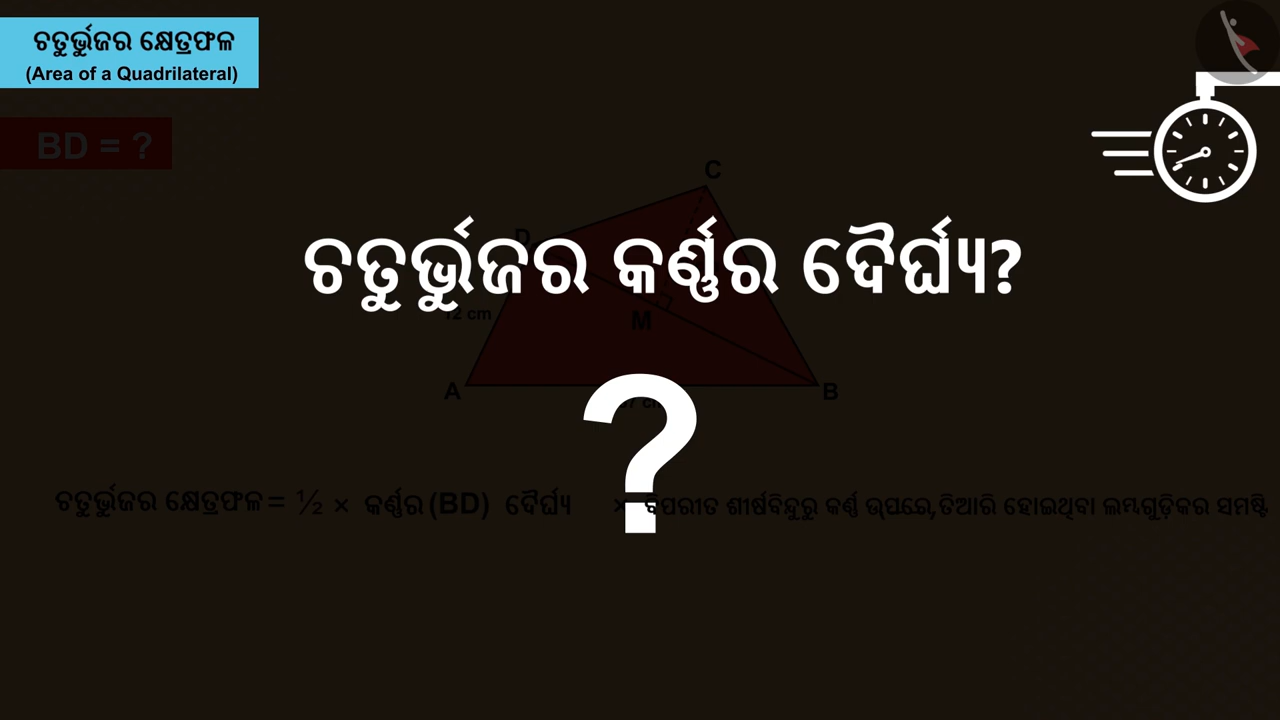 ଚତୁର୍ଭୁଜର କ୍ଷେତ୍ରଫଳ
(Area of a Quadrilateral)
BD = ?
C
D
ଚତୁର୍ଭୁଜର କର୍ଣ୍ଣର ଦୈର୍ଘ୍ୟ?
12 cm
M
A
B
?
ଚତୁର୍ଭୁଜର କ୍ଷେତ୍ରଫଳ = ½ × କର୍ଣ୍ଣର (BD) ଦୈର୍ଘ୍ୟ × ବିପରୀତ ଶୀର୍ଷବିନ୍ଦୁରୁ କର୍ଣ୍ଣ ଉପରେ,ତିଆରି ହୋଇଥିବା ଲମ୍ବଗୁଡ଼ିକର ସମଷ୍ଟି